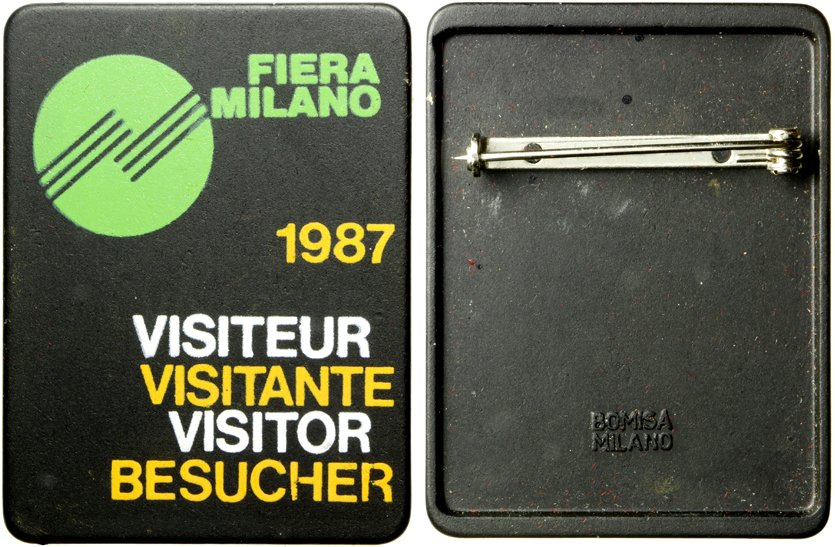 FIERA
MILANO
1987
VISITEUR
VISITANTE
VISITOR
BESUCHER
BOMISA
MILANO